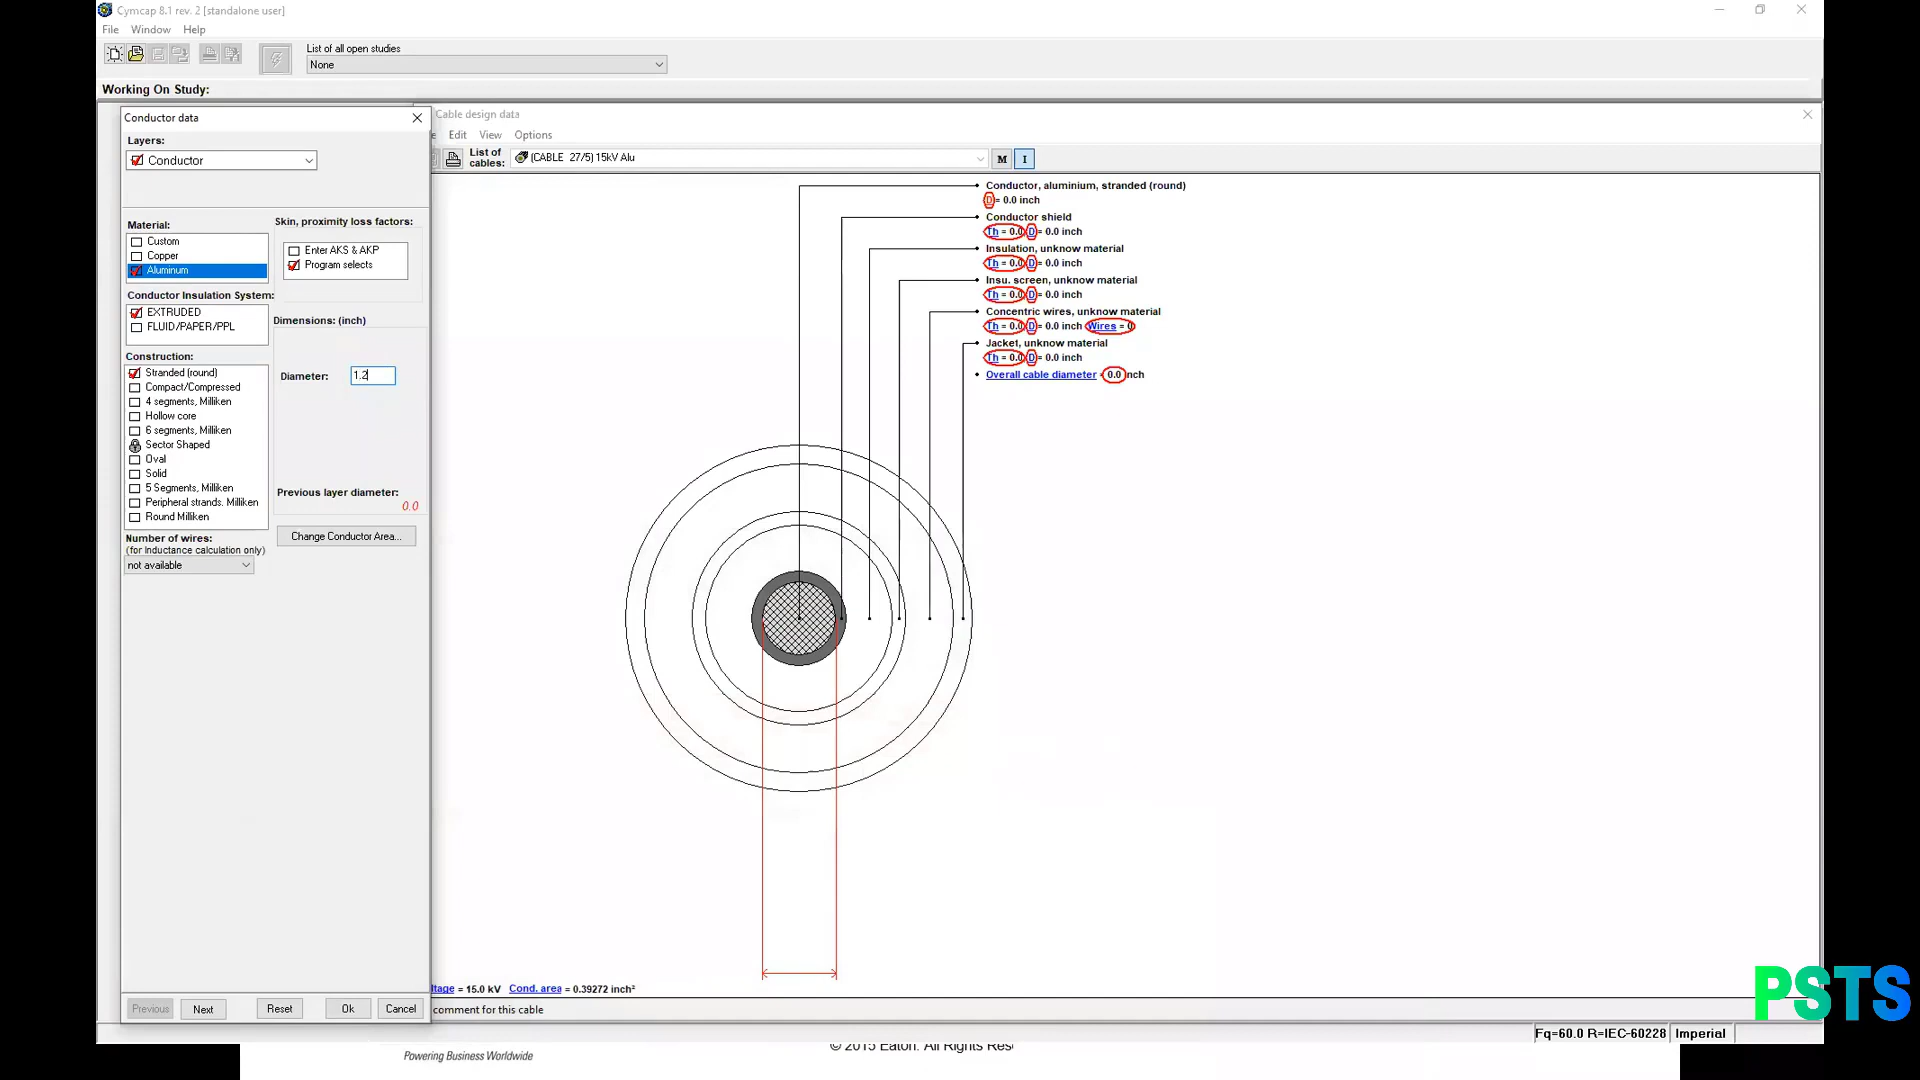 Cymcap 8.1 rev. 2 [standalone user]
File Window Help
List of all open studies
None
Working On Study:
Conductor data
Layers:
Conductor
Material:
Custom
Copper
Aluminum
Skin, proximity loss factors:
Enter AKS & AKP
Program selects
Conductor Insulation System:
EXTRUDED
FLUID/PAPER/PPL
Dimensions: (inch)
Construction:
Stranded (round)
Compact/Compressed
4 segments, Milliken
Hollow core
6 segments, Milliken
Sector Shaped
Oval
Solid
5 Segments, Milliken
Peripheral strands. Milliken
Round Milliken
Diameter: 1.2
Previous layer diameter:
0.0
Change Conductor Area...
Number of wires:
(for Inductance calculation only)
not available
Previous Next Reset Ok Cancel
Cable design data
Edit View Options
List of
cables:
(CABLE 27/5) 15kV Alu
M I
Conductor, aluminium, stranded (round)
D = 0.0 inch
Conductor shield
Th = 0.0 D = 0.0 inch
Insulation, unknow material
Th = 0.0 D = 0.0 inch
Insu. screen, unknow material
Th = 0.0 D = 0.0 inch
Concentric wires, unknow material
Th = 0.0 D = 0.0 inch Wires = 0
Jacket, unknow material
Th = 0.0 D = 0.0 inch
Overall cable diameter - 0.0 inch
ltage = 15.0 kV Cond. area = 0.39272 inch²
comment for this cable
Fq=60.0 R=IEC-60228 Imperial
Powering Business Worldwide
© 2015 Eaton. All Rights Res
PSTS